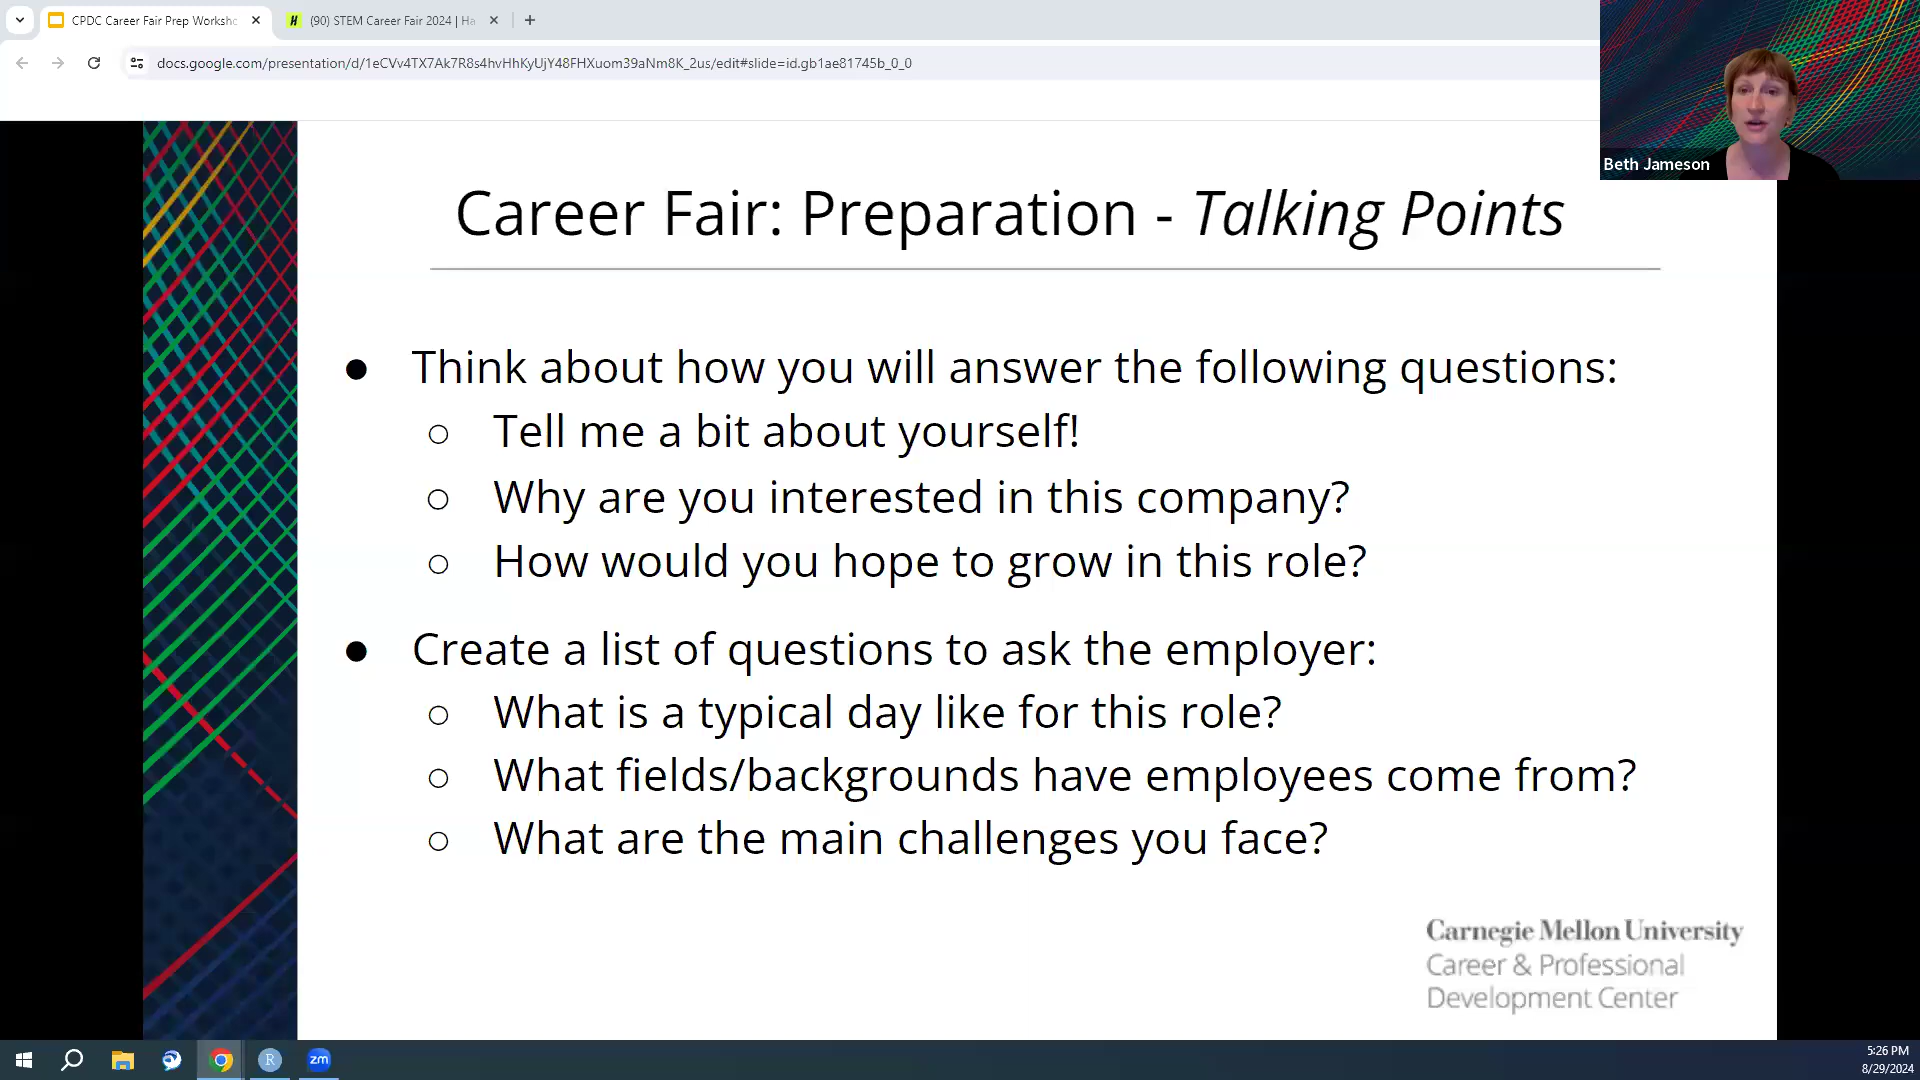 CPDC Career Fair Prep Worksho
(90) STEM Career Fair 2024 | Ha
docs.google.com/presentation/d/1eCVv4TX7Ak7R8s4hvHhKyUjY48FHXuom39aNm8K_2us/edit#slide=id.gb1ae81745b_0_0
Beth Jameson
Career Fair: Preparation - Talking Points
● Think about how you will answer the following questions:
○ Tell me a bit about yourself!
○ Why are you interested in this company?
○ How would you hope to grow in this role?
● Create a list of questions to ask the employer:
○ What is a typical day like for this role?
○ What fields/backgrounds have employees come from?
○ What are the main challenges you face?
Carnegie Mellon University
Career & Professional
Development Center
R
zm
5:26 PM
8/29/2024